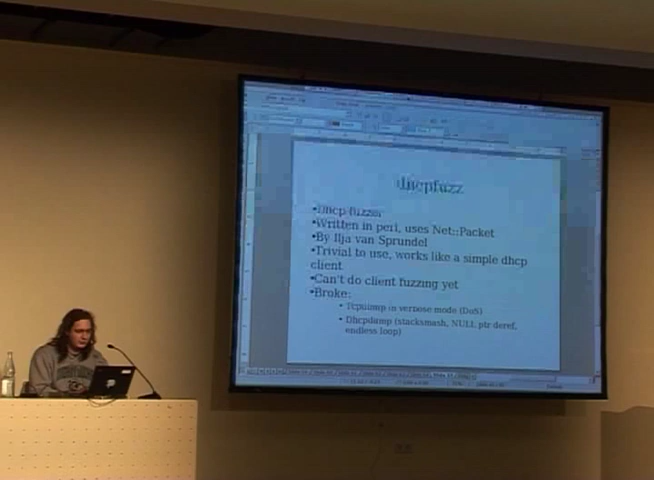 dhcpfuzz
•Dhcp fuzzer
•Written in perl, uses Net::Packet
•By Ilja van Sprundel
•Trivial to use, works like a simple dhcp
client
•Can't do client fuzzing yet
•Broke:
• Tcpdump in verbose mode (DoS)
• Dhcpdump (stacksmash, NULL ptr deref,
endless loop)